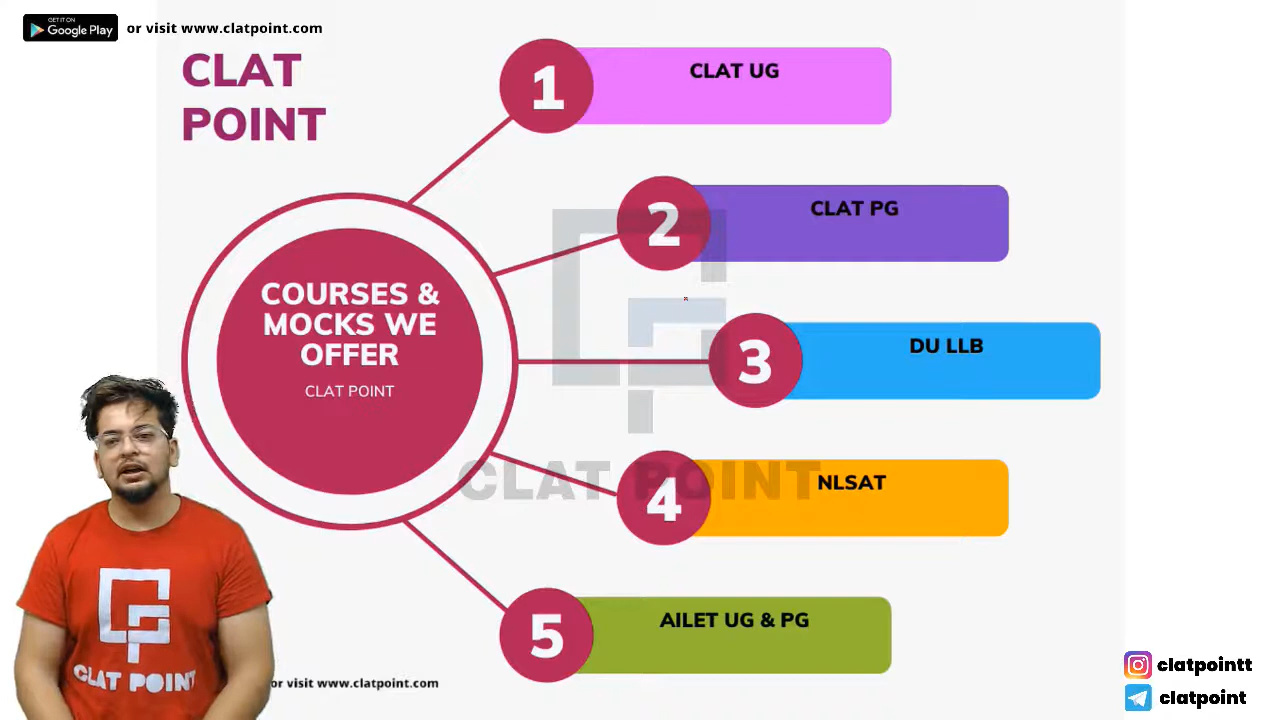 GET IT ON
Google Play
or visit www.clatpoint.com
CLAT
POINT
COURSES &
MOCKS WE
OFFER
CLAT POINT
1
CLAT UG
2
CLAT PG
3
DU LLB
4
NLSAT
5
AILET UG & PG
CLAT POINT
CLAT POINT
or visit www.clatpoint.com
clatpointt
clatpoint